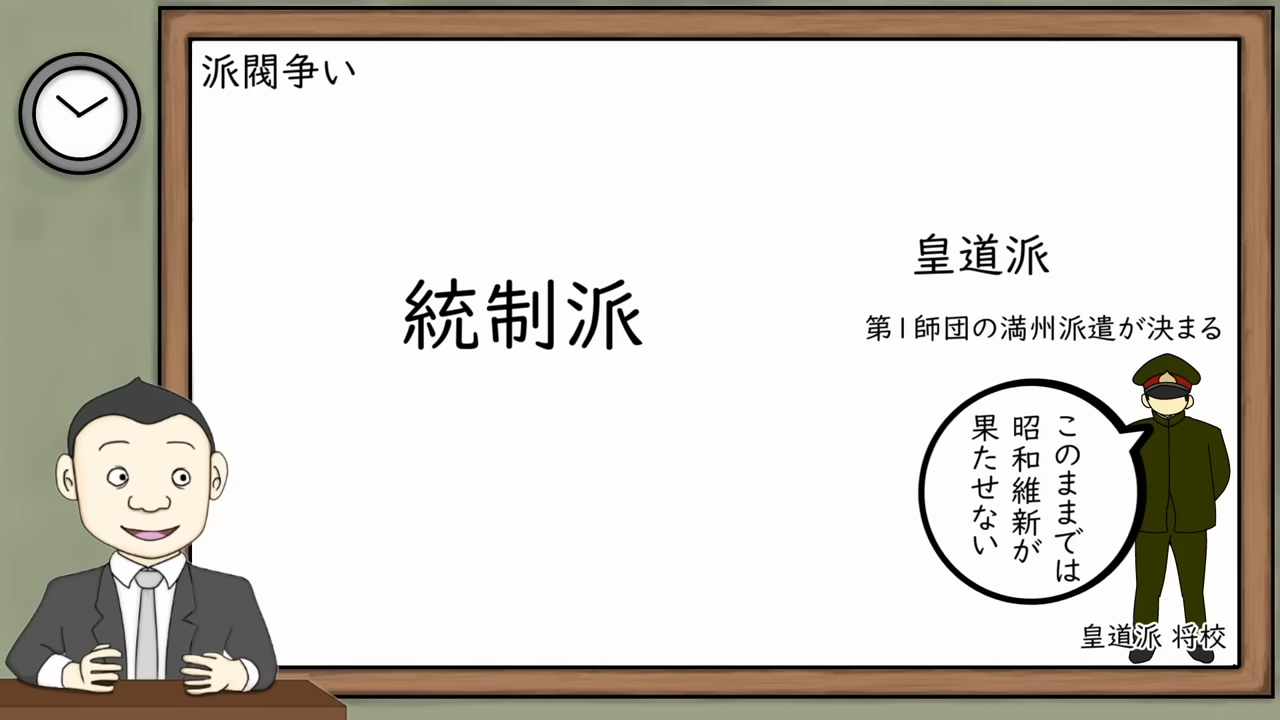 派閥争い
統制派
皇道派
第1師団の満州派遣が決まる
このままでは
昭和維新が
果たせない
皇道派 将校